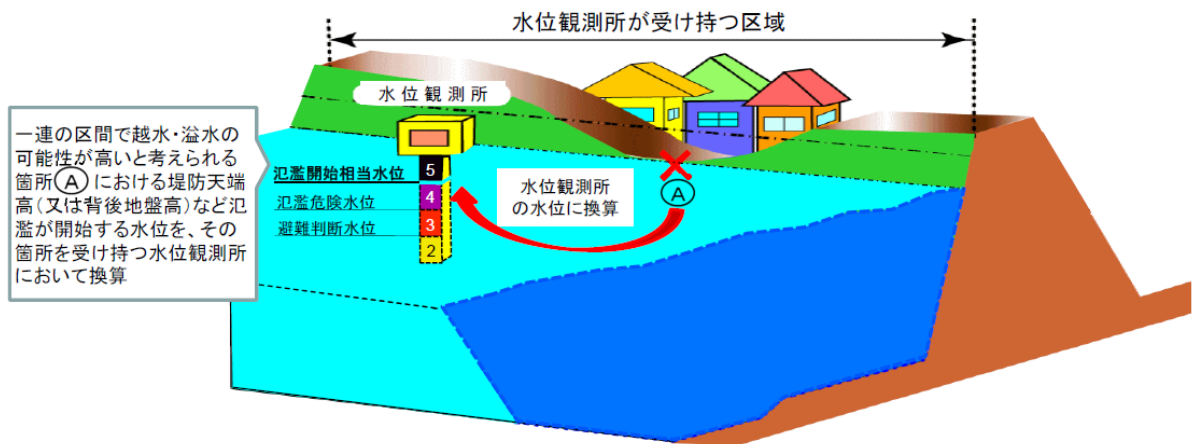 水位観測所が受け持つ区域
水位観測所
一連の区間で越水・溢水の
可能性が高いと考えられる
箇所Ⓐにおける堤防天端
高(又は背後地盤高)など氾
濫が開始する水位を、その
箇所を受け持つ水位観測所
において換算
氾濫開始相当水位
氾濫危険水位
避難判断水位
5
4
3
2
水位観測所
の水位に換算
A